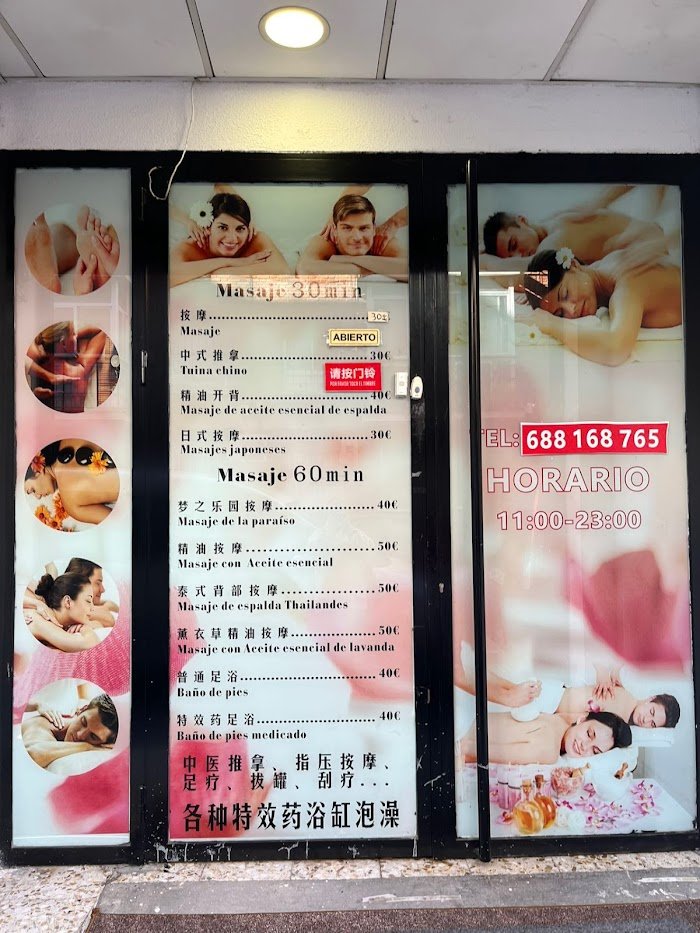 Masaje 30min
按摩 30€
Masaje
ABIERTO
中式推拿 30€
Tuina chino
请按门铃
POR FAVOR TOCA EL TIMBRE
精油开背 40€
Masaje de aceite esencial de espalda
日式按摩 30€
Masajes japoneses
Masaje 60min
梦之乐园按摩 40€
Masaje de la paraíso
精油按摩 50€
Masaje con Aceite esencial
泰式背部按摩 50€
Masaje de espalda Thailandes
薰衣草精油按摩 50€
Masaje con Aceite esencial de lavanda
普通足浴 40€
Baño de pies
特效药足浴 40€
Baño de pies medicado
中医推拿、指压按摩、
足疗、拔罐、刮疗...
各种特效药浴缸泡澡
TEL: 688 168 765
HORARIO
11:00-23:00